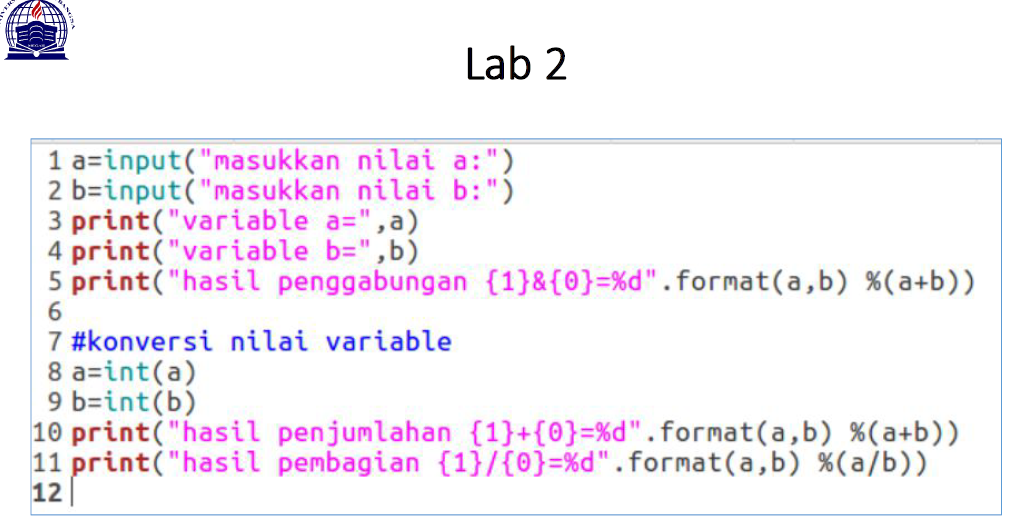 Lab 2
1 a=input("masukkan nilai a:")
2 b=input("masukkan nilai b:")
3 print("variable a=",a)
4 print("variable b=",b)
5 print("hasil penggabungan {1}&{0}=%d".format(a,b) %(a+b))
6
7 #konversi nilai variable
8 a=int(a)
9 b=int(b)
10 print("hasil penjumlahan {1}+{0}=%d".format(a,b) %(a+b))
11 print("hasil pembagian {1}/{0}=%d".format(a,b) %(a/b))
12